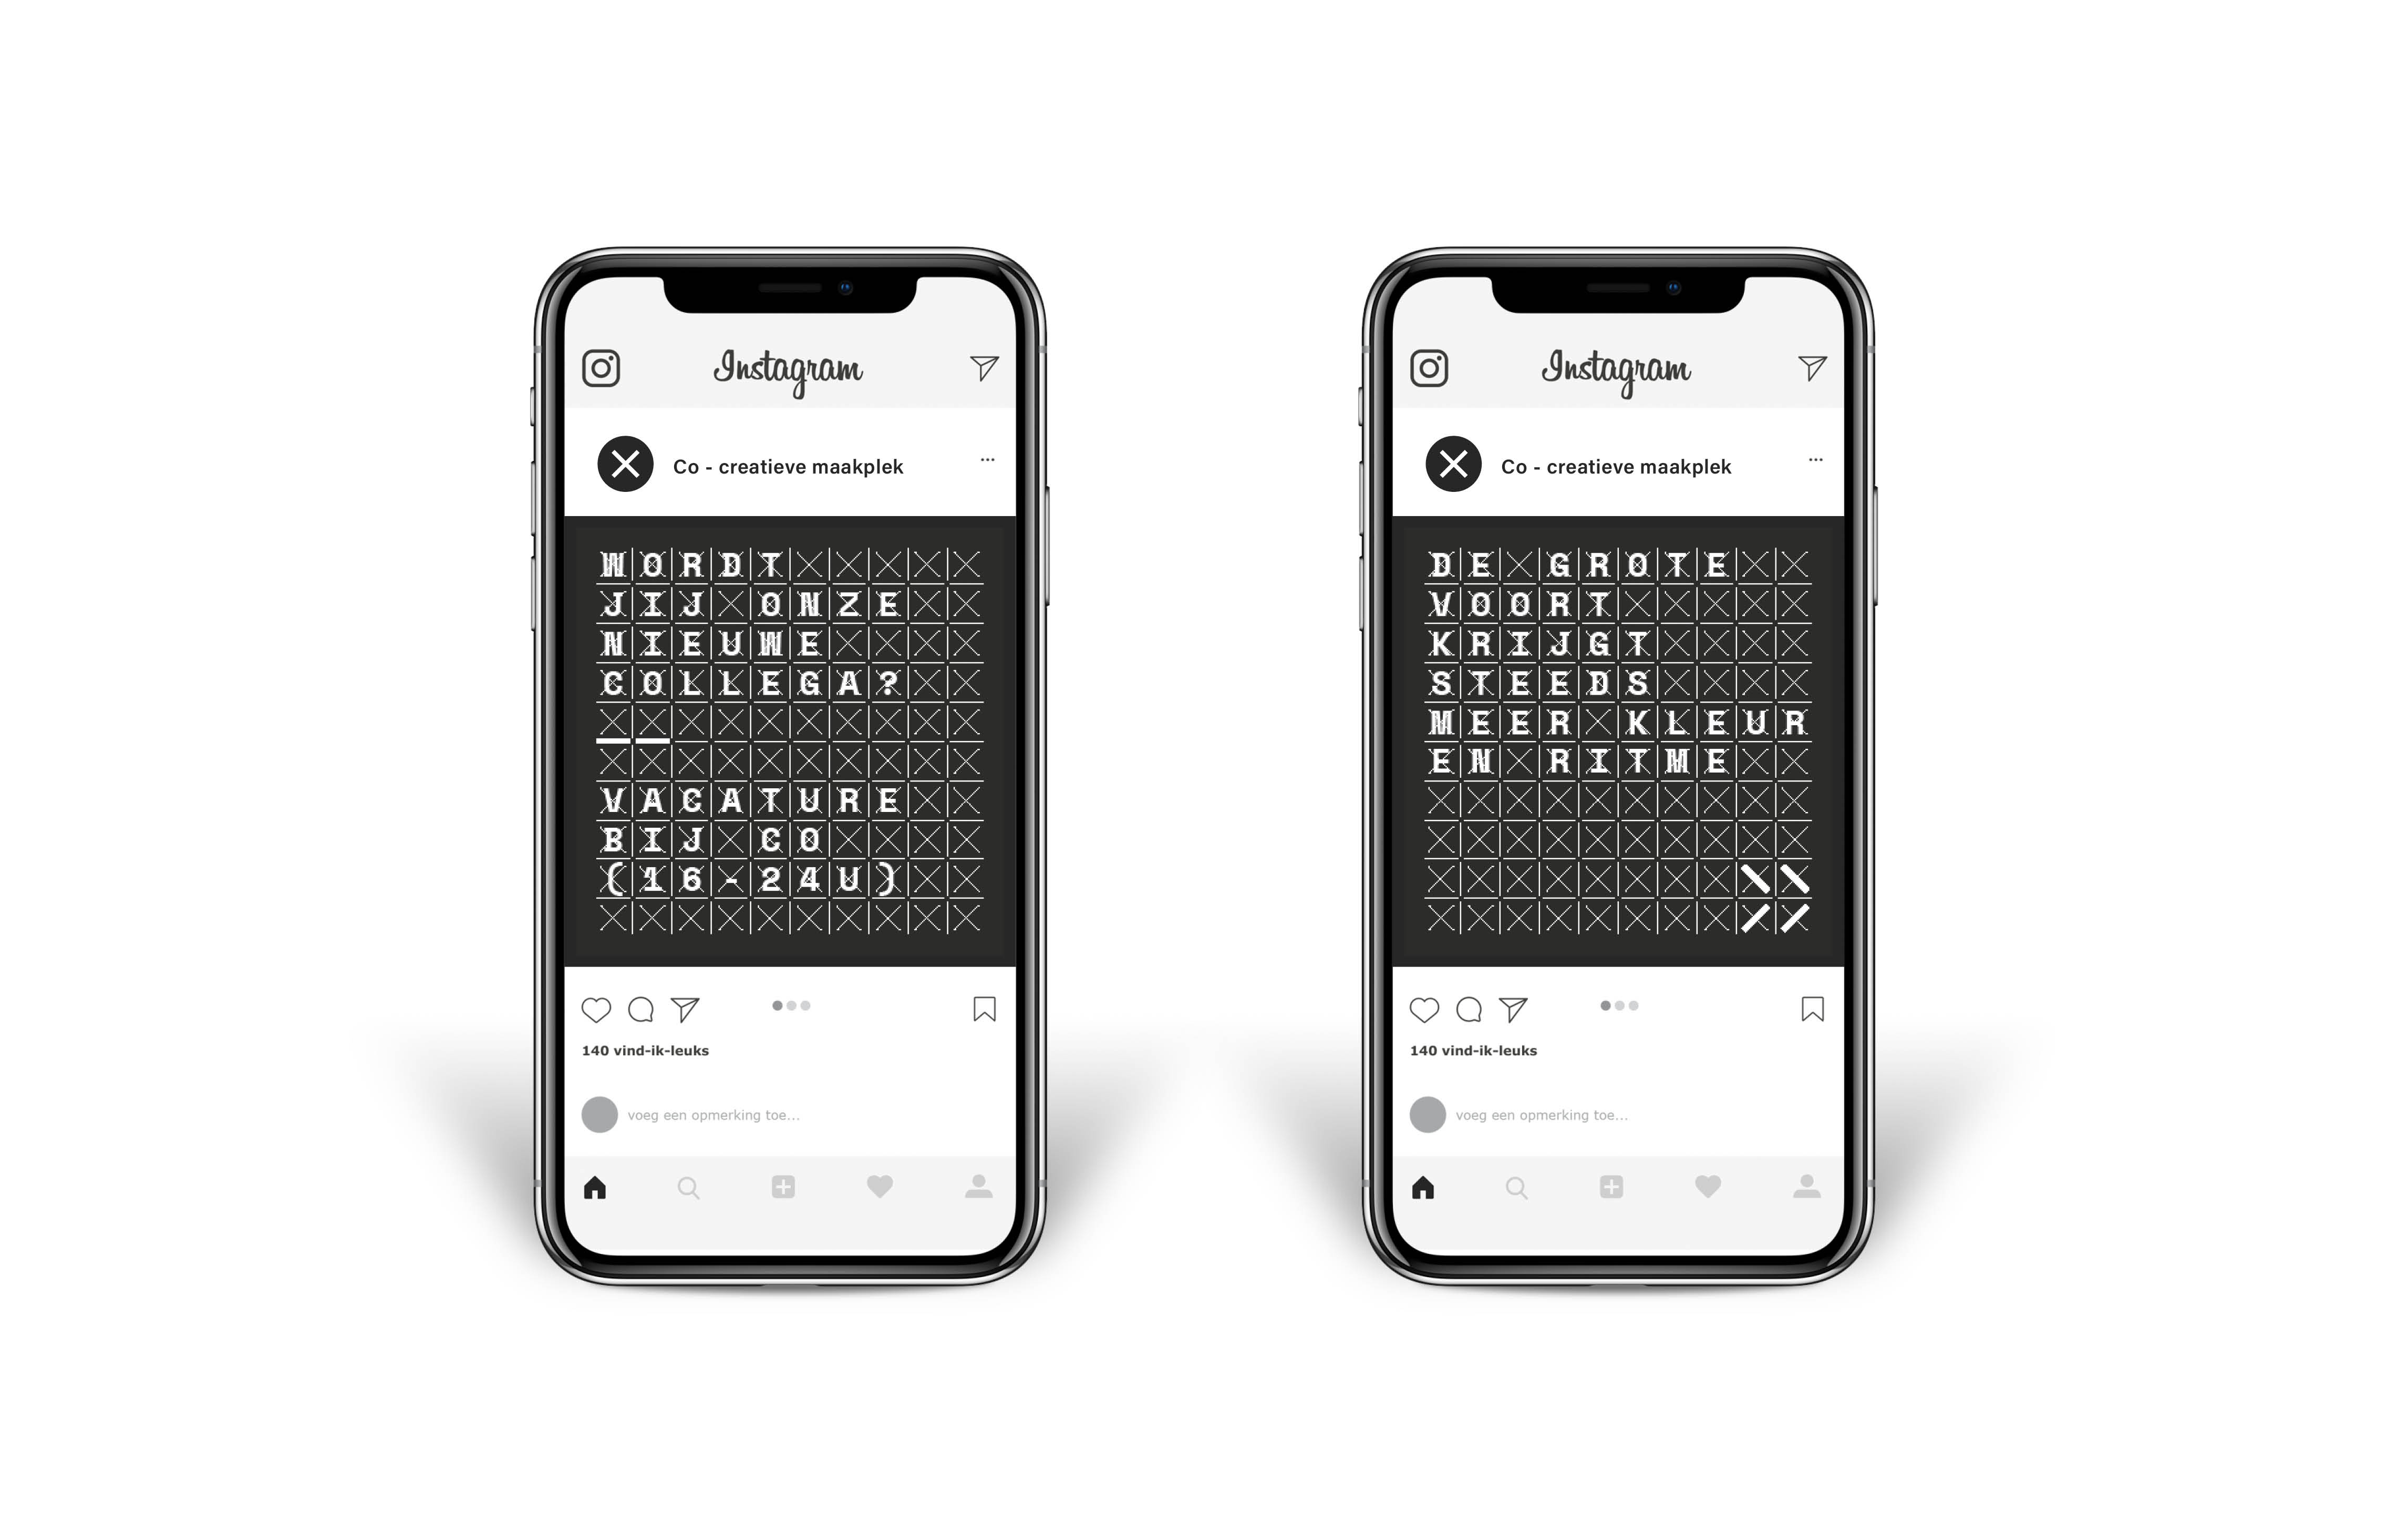 Instagram
Co - creatieve maakplek
WORDT
JIJ ONZE
NIEUWE
COLLEGA?
VACATURE
BIJ CO
(16-24U)
140 vind-ik-leuks
voeg een opmerking toe...
Instagram
Co - creatieve maakplek
DE GROTE
VOORT
KRIJGT
STEEDS
MEER KLEUR
EN RITME
140 vind-ik-leuks
voeg een opmerking toe...